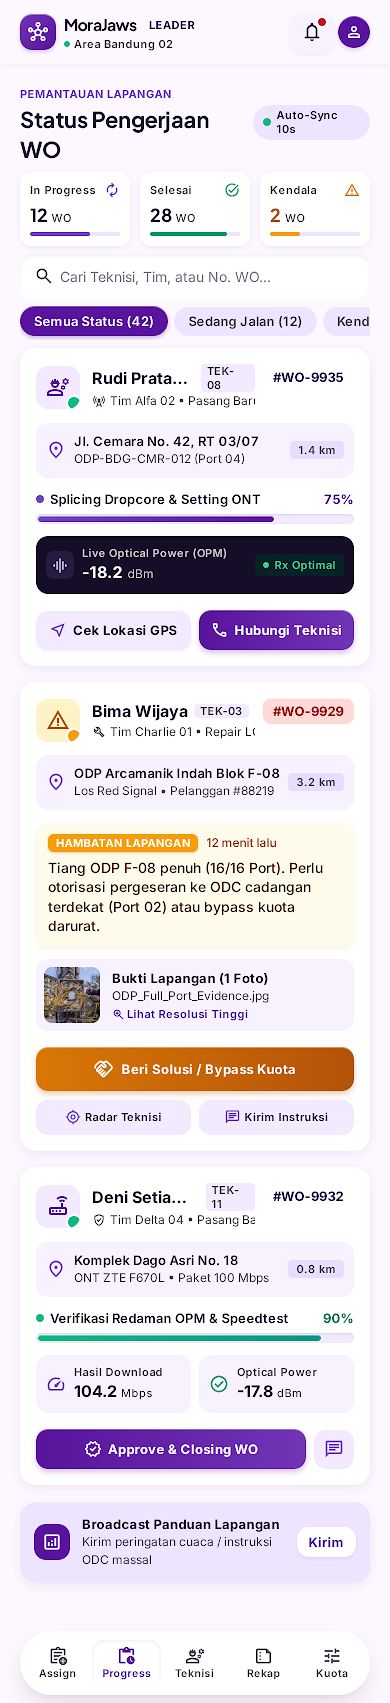 MoraJaws LEADER
Area Bandung 02
PEMANTAUAN LAPANGAN
Status Pengerjaan
WO
Auto-Sync
10s
In Progress
12 WO
Selesai
28 WO
Kendala
2 WO
Cari Teknisi, Tim, atau No. WO...
Semua Status (42)
Sedang Jalan (12)
Kend
Rudi Prata...
TEK-
08
#WO-9935
Tim Alfa 02 • Pasang Baru
Jl. Cemara No. 42, RT 03/07
ODP-BDG-CMR-012 (Port 04)
1.4 km
Splicing Dropcore & Setting ONT
75%
Live Optical Power (OPM)
-18.2 dBm
Rx Optimal
Cek Lokasi GPS
Hubungi Teknisi
Bima Wijaya
TEK-03
#WO-9929
Tim Charlie 01 • Repair LO
ODP Arcamanik Indah Blok F-08
Los Red Signal • Pelanggan #88219
3.2 km
HAMBATAN LAPANGAN 12 menit lalu
Tiang ODP F-08 penuh (16/16 Port). Perlu
otorisasi pergeseran ke ODC cadangan
terdekat (Port 02) atau bypass kuota
darurat.
Bukti Lapangan (1 Foto)
ODP_Full_Port_Evidence.jpg
Lihat Resolusi Tinggi
Beri Solusi / Bypass Kuota
Radar Teknisi
Kirim Instruksi
Deni Setia...
TEK-
11
#WO-9932
Tim Delta 04 • Pasang Ba
Komplek Dago Asri No. 18
ONT ZTE F670L • Paket 100 Mbps
0.8 km
Verifikasi Redaman OPM & Speedtest
90%
Hasil Download
104.2 Mbps
Optical Power
-17.8 dBm
Approve & Closing WO
Broadcast Panduan Lapangan
Kirim peringatan cuaca / instruksi
ODC massal
Kirim
Assign
Progress
Teknisi
Rekap
Kuota